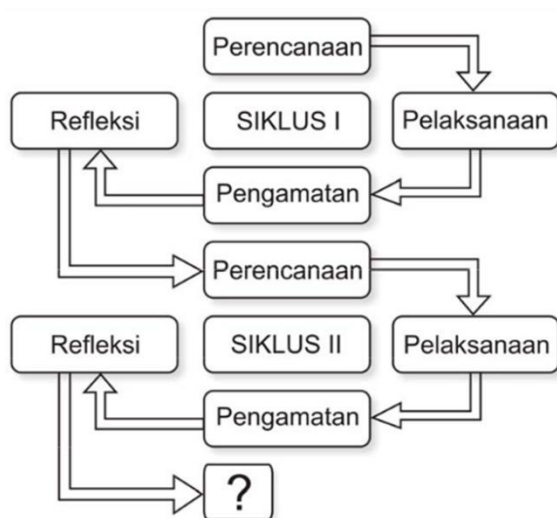 Perencanaan
Refleksi
SIKLUS I
Pelaksanaan
Pengamatan
Perencanaan
Refleksi
SIKLUS II
Pelaksanaan
Pengamatan
?